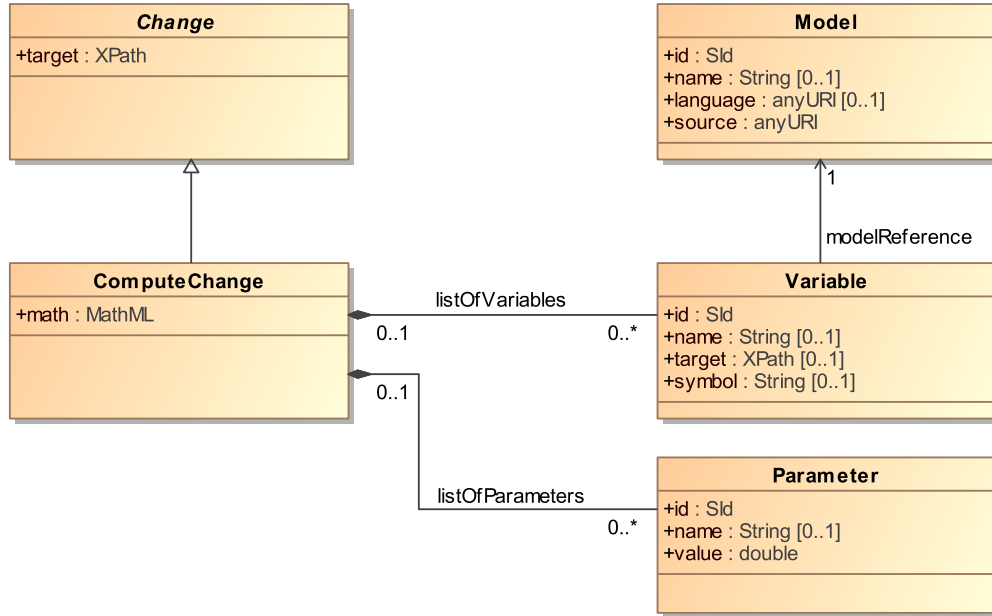 Change
+target : XPath
Model
+id : SId
+name : String [0..1]
+language : anyURI [0..1]
+source : anyURI
1
modelReference
ComputeChange
+math : MathML
listOfVariables
0..1
0..*
0..1
Variable
+id : SId
+name : String [0..1]
+target : XPath [0..1]
+symbol : String [0..1]
listOfParameters
0..*
Parameter
+id : SId
+name : String [0..1]
+value : double